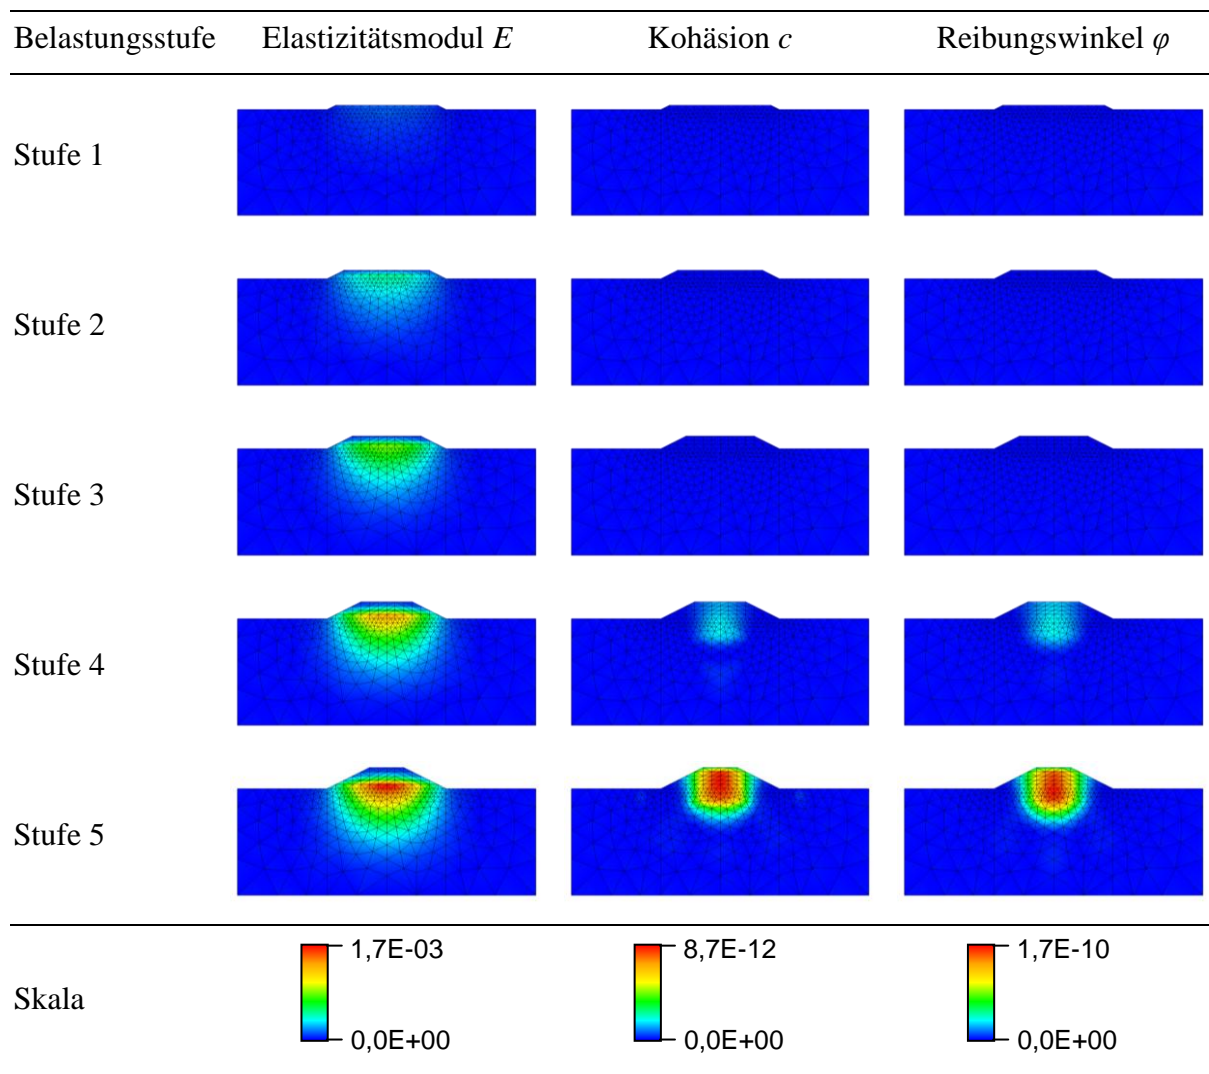 Belastungsstufe Elastizitätsmodul E Kohäsion c Reibungswinkel φ
Stufe 1
Stufe 2
Stufe 3
Stufe 4
Stufe 5
1,7E-03 8,7E-12 1,7E-10
Skala
0,0E+00 0,0E+00 0,0E+00